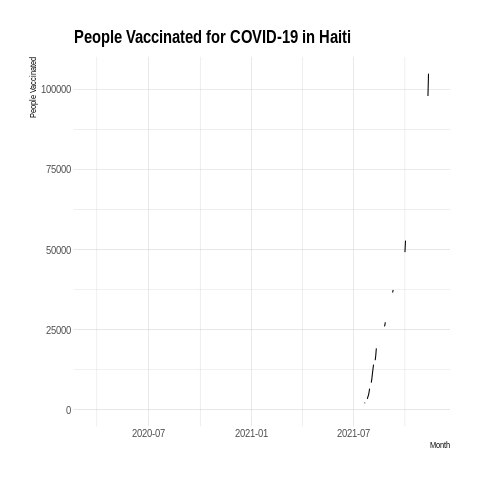 People Vaccinated for COVID-19 in Haiti
People Vaccinated
100000
75000
50000
25000
0
2020-07 2021-01 2021-07
Month